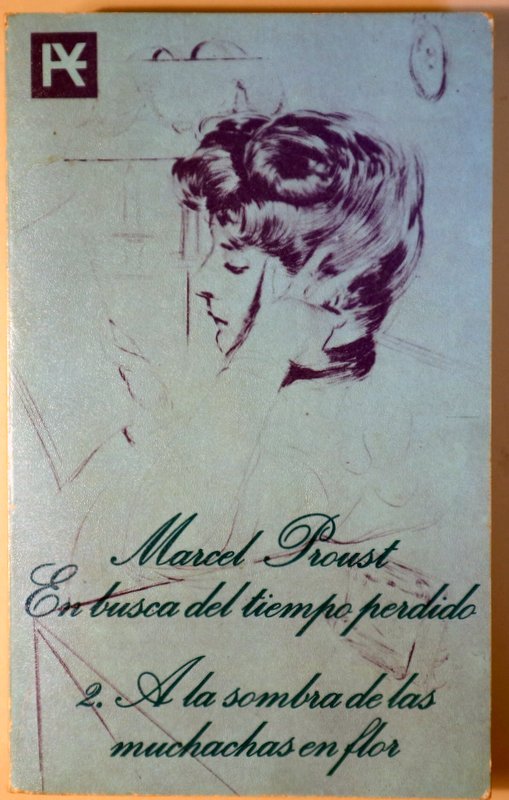 Marcel Proust
En busca del tiempo perdido
2. A la sombra de las
muchachas en flor